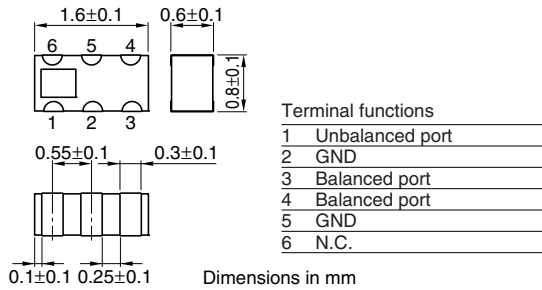 1.6±0.1 0.6±0.1
6 5 4
0.8±0.1
1 2 3
0.55±0.1 0.3±0.1
0.1±0.1 0.25±0.1 Dimensions in mm
Terminal functions
1 Unbalanced port
2 GND
3 Balanced port
4 Balanced port
5 GND
6 N.C.